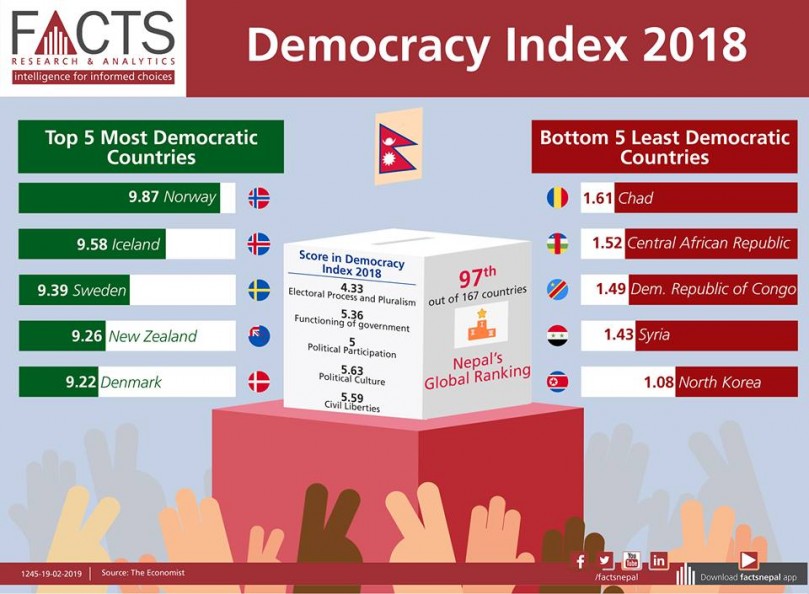 FACTS
RESEARCH & ANALYTICS
intelligence for informed choices
Democracy Index 2018
Top 5 Most Democratic
Countries
9.87 Norway
9.58 Iceland
9.39 Sweden
9.26 New Zealand
9.22 Denmark
Score in Democracy
Index 2018
4.33
Electoral Process and Pluralism
5.36
Functioning of government
5
Political Participation
5.63
Political Culture
5.59
Civil Liberties
97th
out of 167 countries
Nepal's
Global Ranking
Bottom 5 Least Democratic
Countries
1.61 Chad
1.52 Central African Republic
1.49 Dem. Republic of Congo
1.43 Syria
1.08 North Korea
1245-19-02-2019
Source: The Economist
f
You
Tube
in
/factsnepal
Download factsnepal app